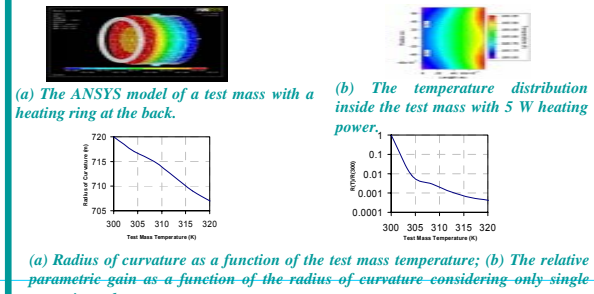 (a) The ANSYS model of a test mass with a heating ring at the back.
(b) The temperature distribution inside the test mass with 5 W heating power.
720
715
710
705
300 305 310 315 320
Radius of Curvature (m)
Test Mass Temperature (K)
1
0.1
0.01
0.001
0.0001
300 305 310 315 320
R(T)/R(300)
Test Mass Temperature (K)
(a) Radius of curvature as a function of the test mass temperature; (b) The relative
parametric gain as a function of the radius of curvature considering only single